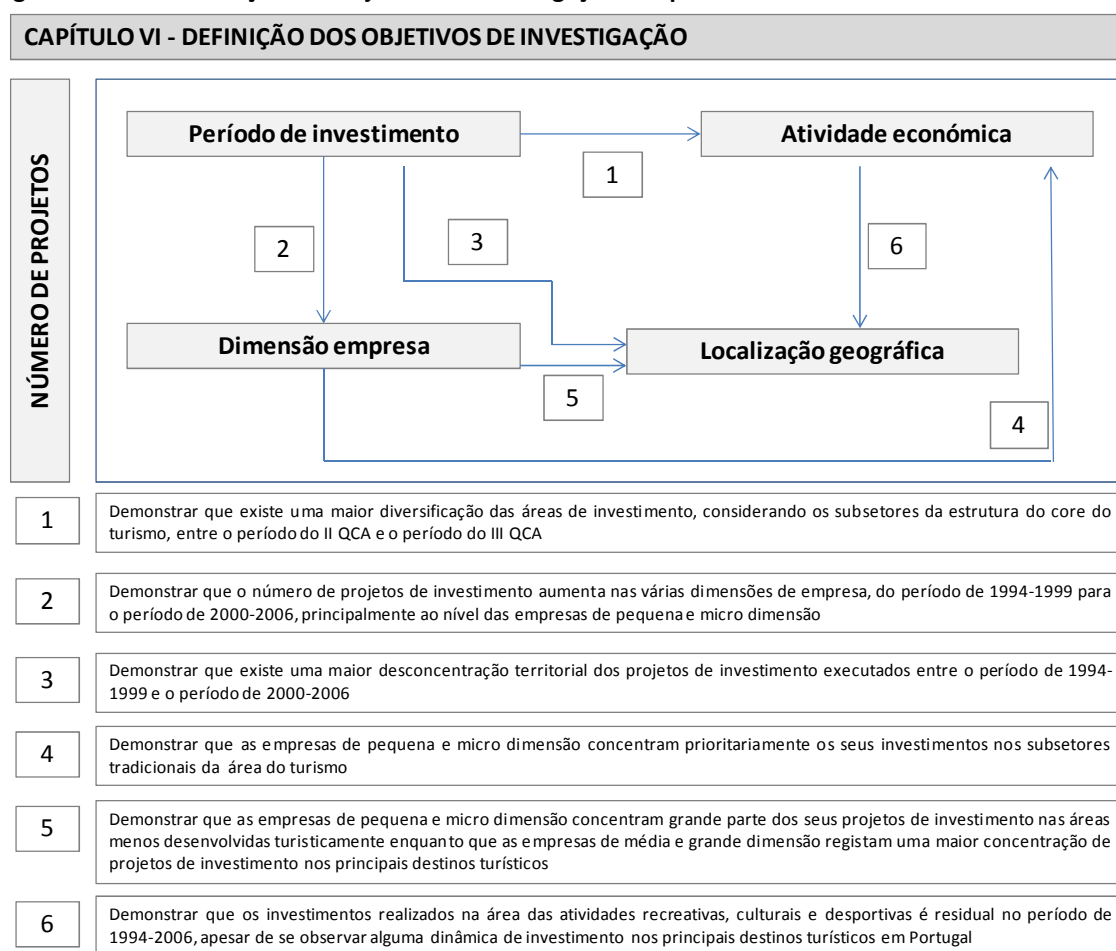 CAPÍTULO VI - DEFINIÇÃO DOS OBJETIVOS DE INVESTIGAÇÃO
NÚMERO DE PROJETOS
Período de investimento
Atividade económica
1
2
3
6
Dimensão empresa
Localização geográfica
5
4
1
Demonstrar que existe uma maior diversificação das áreas de investimento, considerando os subsetores da estrutura do core do
turismo, entre o período do II QCA e o período do III QCA
2
Demonstrar que o número de projetos de investimento aumenta nas várias dimensões de empresa, do período de 1994-1999 para
o período de 2000-2006, principalmente ao nível das empresas de pequena e micro dimensão
3
Demonstrar que existe uma maior desconcentração territorial dos projetos de investimento executados entre o período de 1994-
1999 e o período de 2000-2006
4
Demonstrar que as empresas de pequena e micro dimensão concentram prioritariamente os seus investimentos nos subsetores
tradicionais da área do turismo
5
Demonstrar que as empresas de pequena e micro dimensão concentram grande parte dos seus projetos de investimento nas áreas
menos desenvolvidas turisticamente enquanto que as empresas de média e grande dimensão registam uma maior concentração de
projetos de investimento nos principais destinos turísticos
6
Demonstrar que os investimentos realizados na área das atividades recreativas, culturais e desportivas é residual no período de
1994-2006, apesar de se observar alguma dinâmica de investimento nos principais destinos turísticos em Portugal